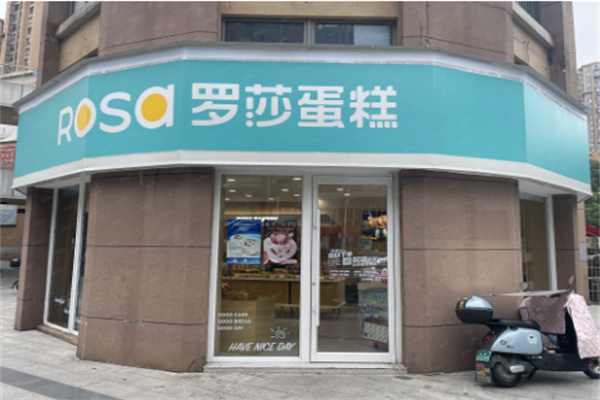 Rosa 罗莎蛋糕
GOOD CAKE
GOOD BREAD
GOOD DAY
HAVE NICE DAY